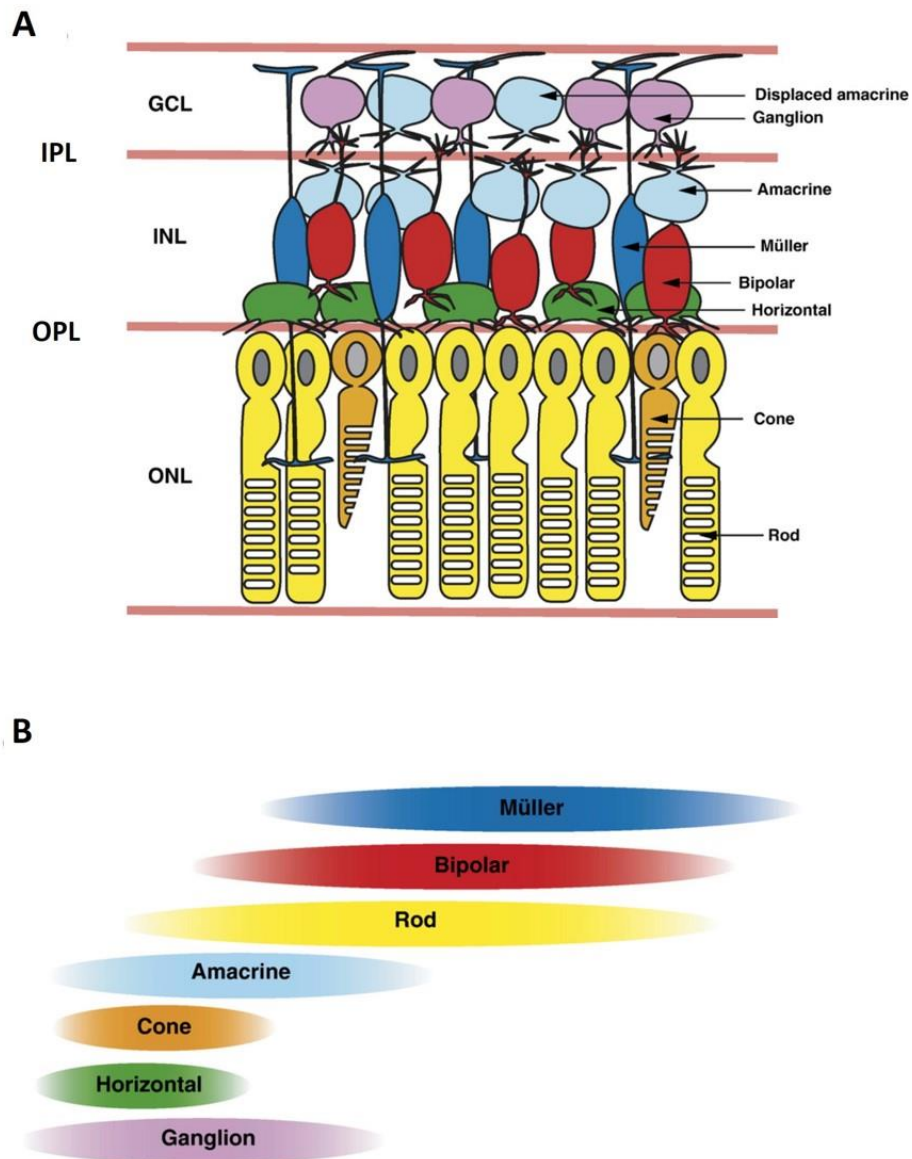 A
GCL
Displaced amacrine
Ganglion
IPL
Amacrine
INL
Müller
Bipolar
Horizontal
OPL
Cone
ONL
Rod
B
Müller
Bipolar
Rod
Amacrine
Cone
Horizontal
Ganglion